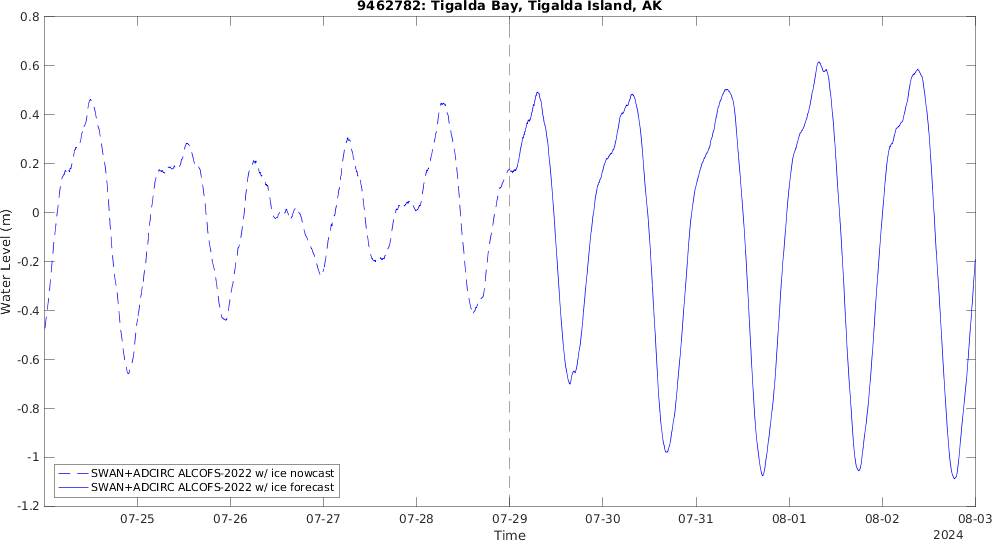 9462782: Tigalda Bay, Tigalda Island, AK
0.8
0.6
0.4
0.2
0
-0.2
-0.4
-0.6
-0.8
-1
-1.2
Water Level (m)
SWAN+ADCIRC ALCOFS-2022 w/ ice nowcast
SWAN+ADCIRC ALCOFS-2022 w/ ice forecast
07-25 07-26 07-27 07-28 07-29 07-30 07-31 08-01 08-02 08-03
Time
2024